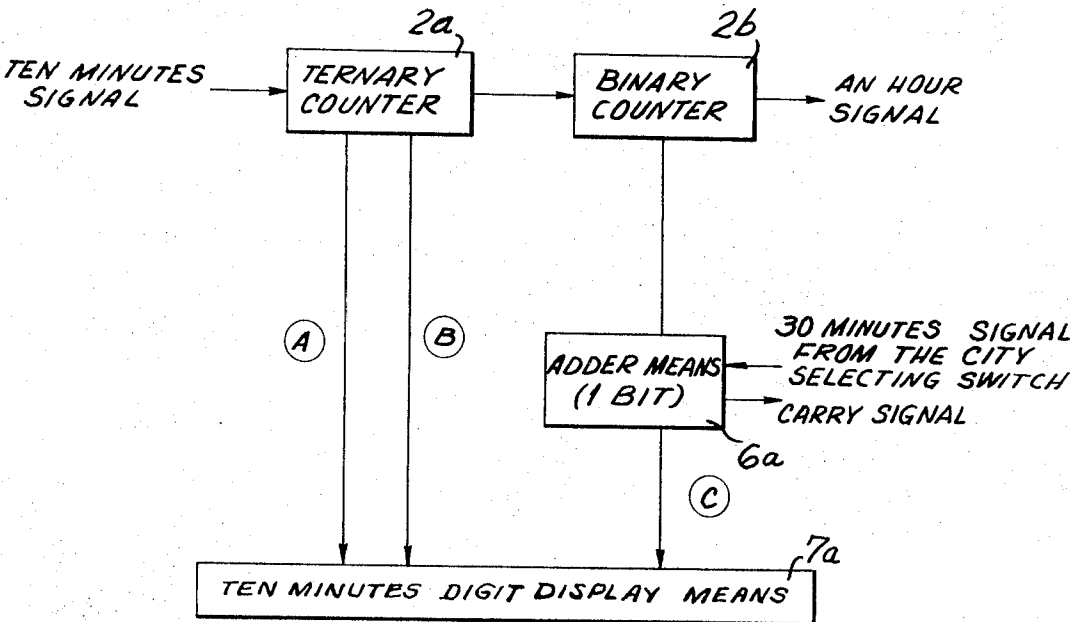 2a
2b
TEN MINUTES
SIGNAL
TERNARY
COUNTER
BINARY
COUNTER
AN HOUR
SIGNAL
A
B
ADDER MEANS
(1 BIT)
30 MINUTES SIGNAL
FROM THE CITY
SELECTING SWITCH
CARRY SIGNAL
6a
C
7a
TEN MINUTES DIGIT DISPLAY MEANS